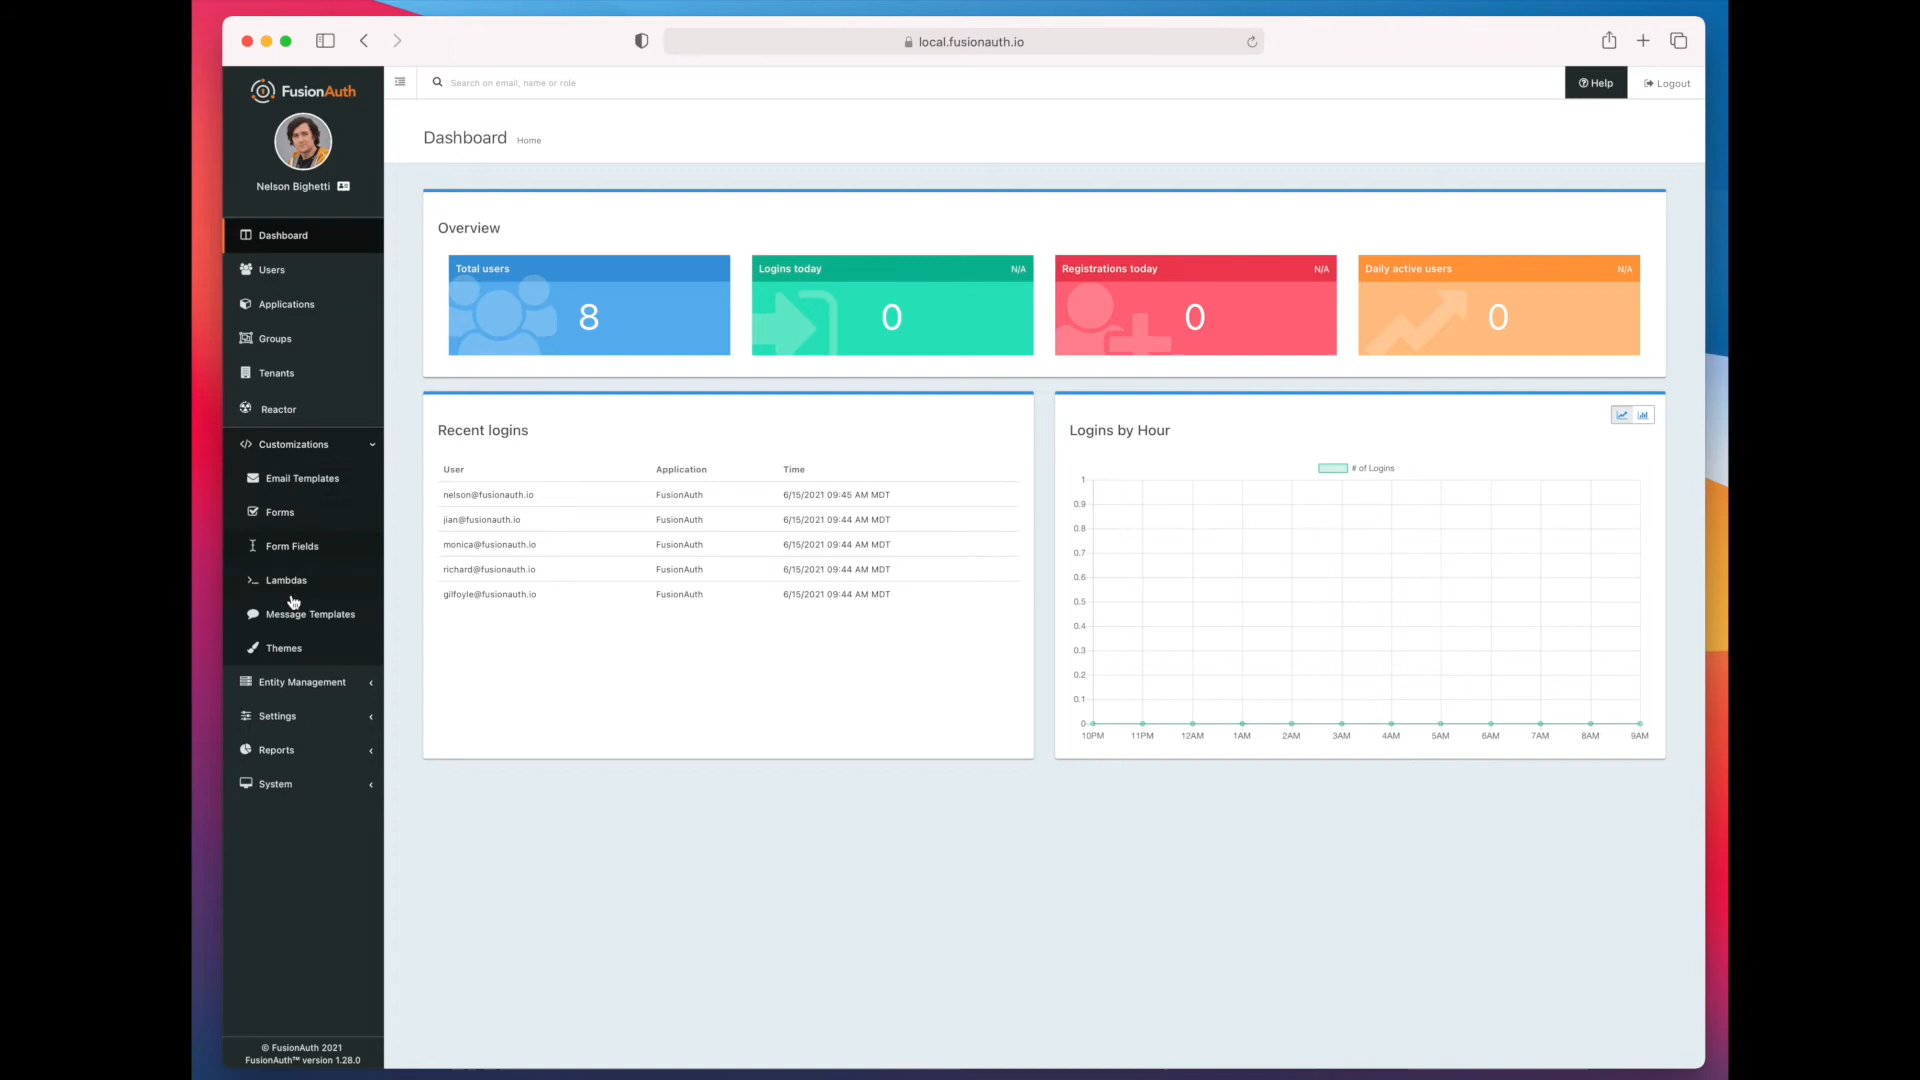 local.fusionauth.io
FusionAuth
Search on email, name or role
Help
Logout
Nelson Bighetti
Dashboard
Users
Applications
Groups
Tenants
Reactor
Customizations
Email Templates
Forms
Form Fields
Lambdas
Message Templates
Themes
Entity Management
Settings
Reports
System
© FusionAuth 2021
FusionAuth™ version 1.28.0
Dashboard Home
Overview
Total users
8
Logins today N/A
0
Registrations today N/A
0
Daily active users N/A
0
Recent logins
User Application Time
nelson@fusionauth.io FusionAuth 6/15/2021 09:45 AM MDT
jian@fusionauth.io FusionAuth 6/15/2021 09:44 AM MDT
monica@fusionauth.io FusionAuth 6/15/2021 09:44 AM MDT
richard@fusionauth.io FusionAuth 6/15/2021 09:44 AM MDT
gilfoyle@fusionauth.io FusionAuth 6/15/2021 09:44 AM MDT
Logins by Hour
# of Logins
1
0.9
0.8
0.7
0.6
0.5
0.4
0.3
0.2
0.1
0
10PM 11PM 12AM 1AM 2AM 3AM 4AM 5AM 6AM 7AM 8AM 9AM